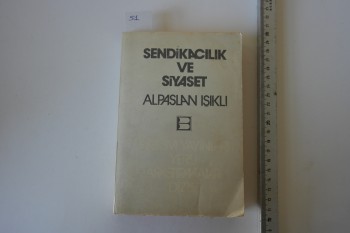 SENDİKACILIK
VE
SİYASET
ALPASLAN IŞIKLI